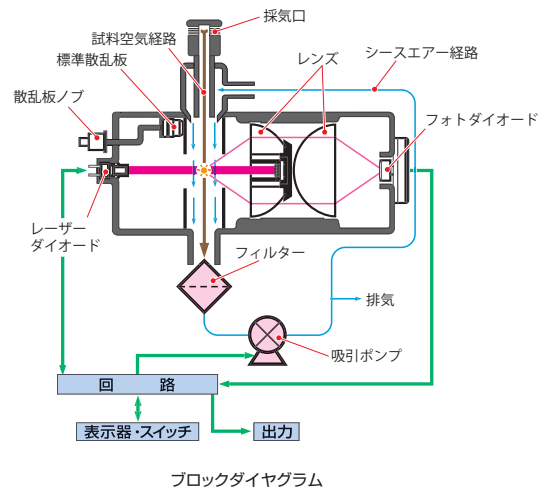 採気口
試料空気経路
標準散乱板
レンズ
シースエアー経路
散乱板ノブ
フォトダイオード
レーザー
ダイオード
フィルター
排気
吸引ポンプ
回 路
表示器・スイッチ
出力
ブロックダイヤグラム